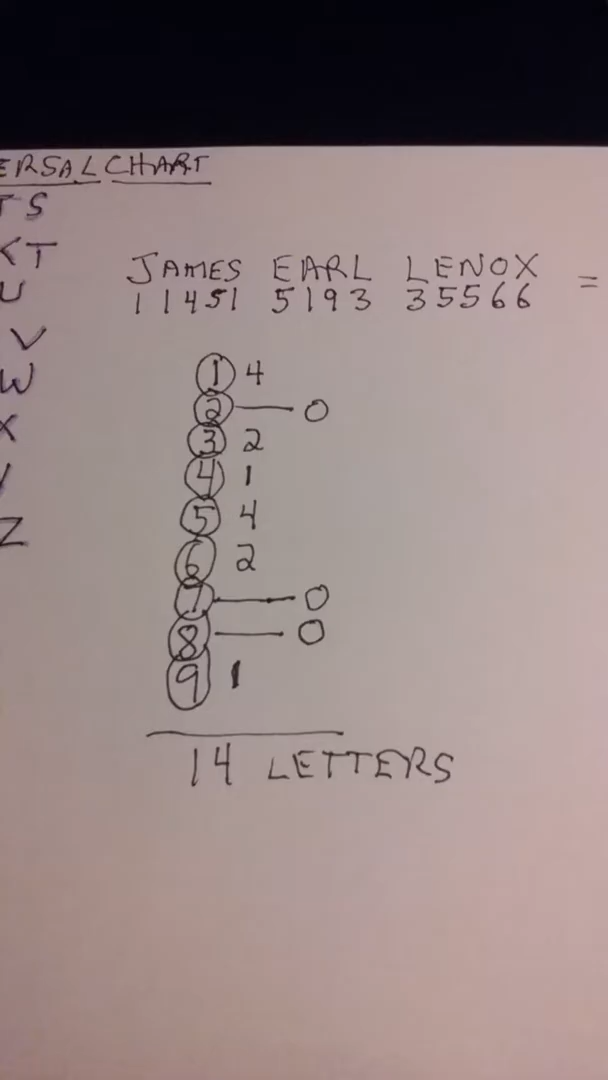 ERSAL CHART
T S
K T
U
V
W
X
Z
JAMES EARL LENOX =
11451 5193 35566
1 4
2 — 0
3 2
4 1
5 4
6 2
7 — 0
8 — 0
9 1
14 LETTERS